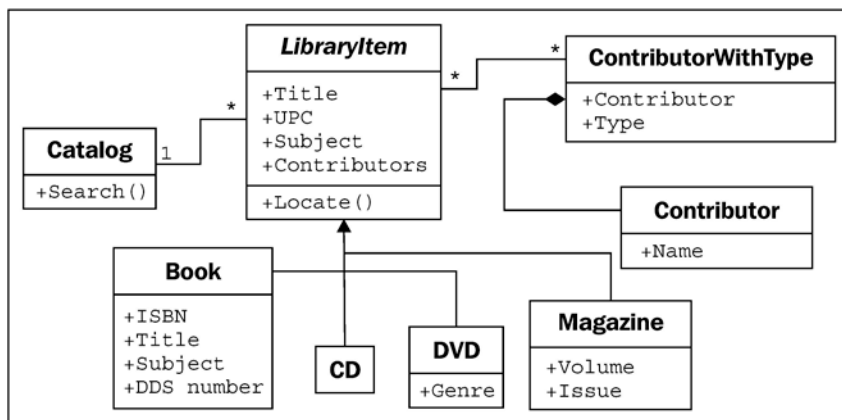 LibraryItem
+Title
+UPC
+Subject
+Contributors
+Locate()
*
*
*
1
Catalog
+Search()
ContributorWithType
+Contributor
+Type
Contributor
+Name
Book
+ISBN
+Title
+Subject
+DDS number
CD
DVD
+Genre
Magazine
+Volume
+Issue